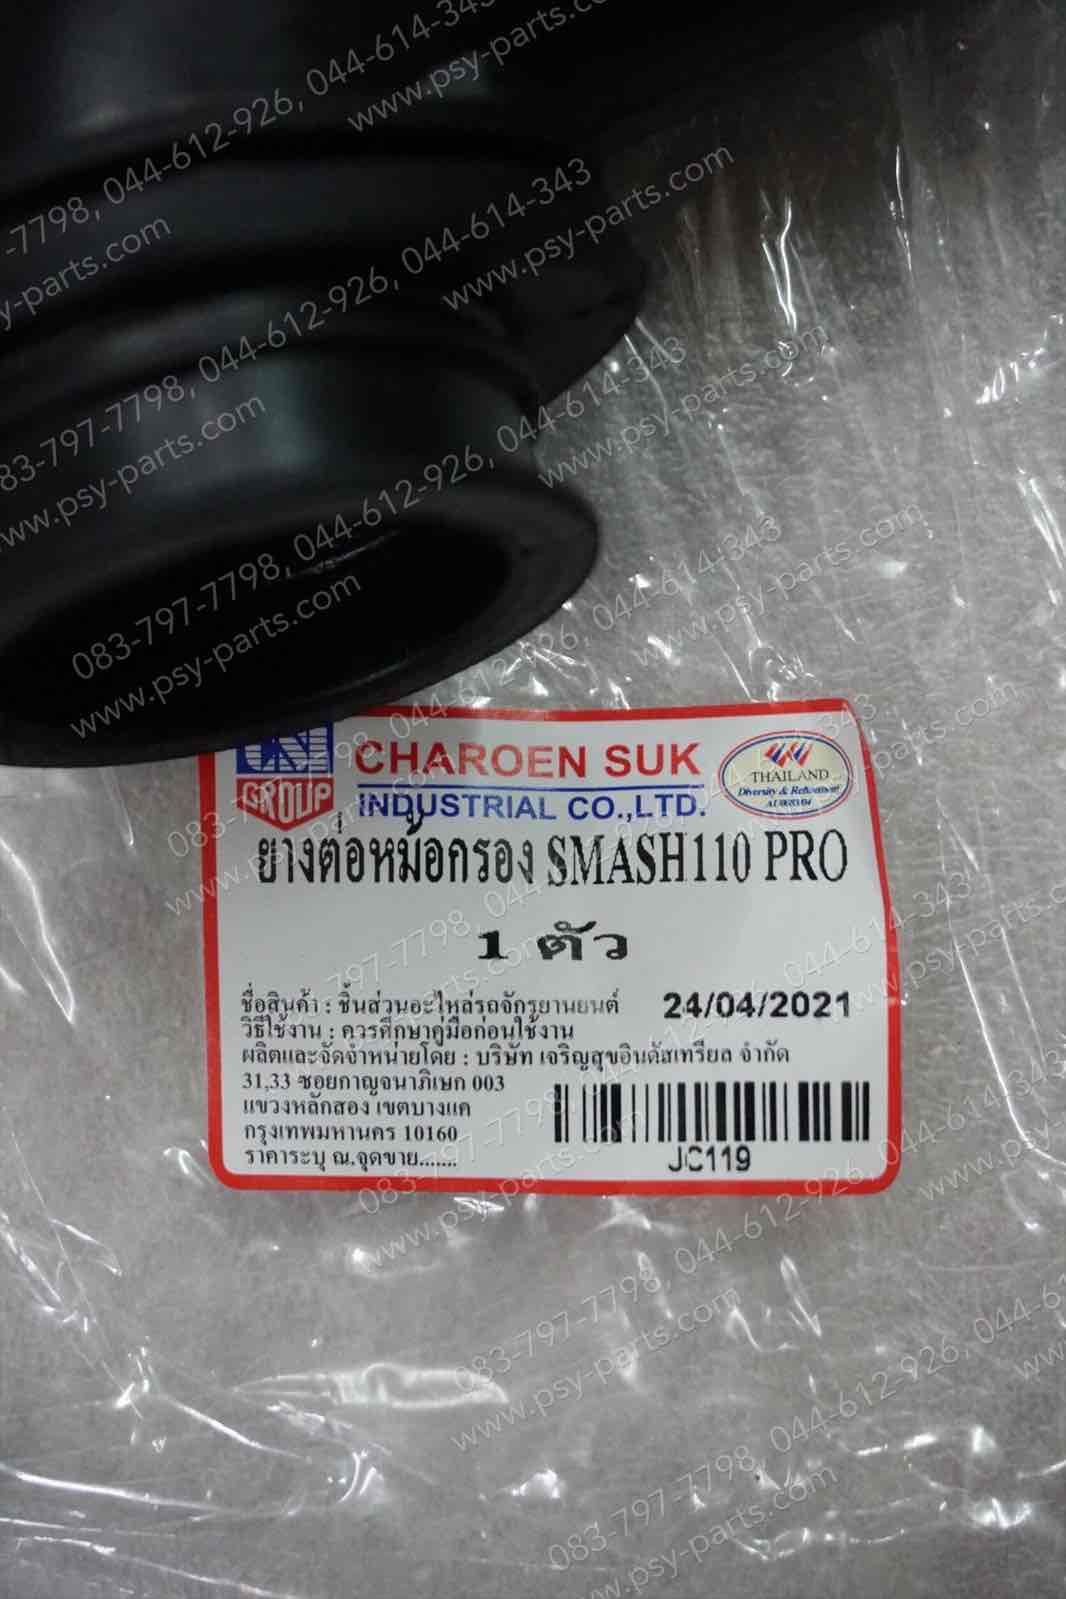 GROUP
CHAROEN SUK
INDUSTRIAL CO.,LTD.
THAILAND
Diversity & Refinement
ยางต่อหม้อกรอง SMASH110 PRO
1 ตัว
ชื่อสินค้า : ชิ้นส่วนอะไหล่รถจักรยานยนต์
24/04/2021
วิธีใช้งาน : ควรศึกษาคู่มือก่อนใช้งาน
ผลิตและจัดจำหน่ายโดย : บริษัท เจริญสุขอินดัสเทรียล จำกัด
31,33 ซอยกาญจนาภิเษก 003
แขวงหลักสอง เขตบางแค
กรุงเทพมหานคร 10160
ราคาระบุ ณ.จุดขาย.......
JC119
083-797-7798, 044-612-926, 044-614-343
www.psy-parts.com